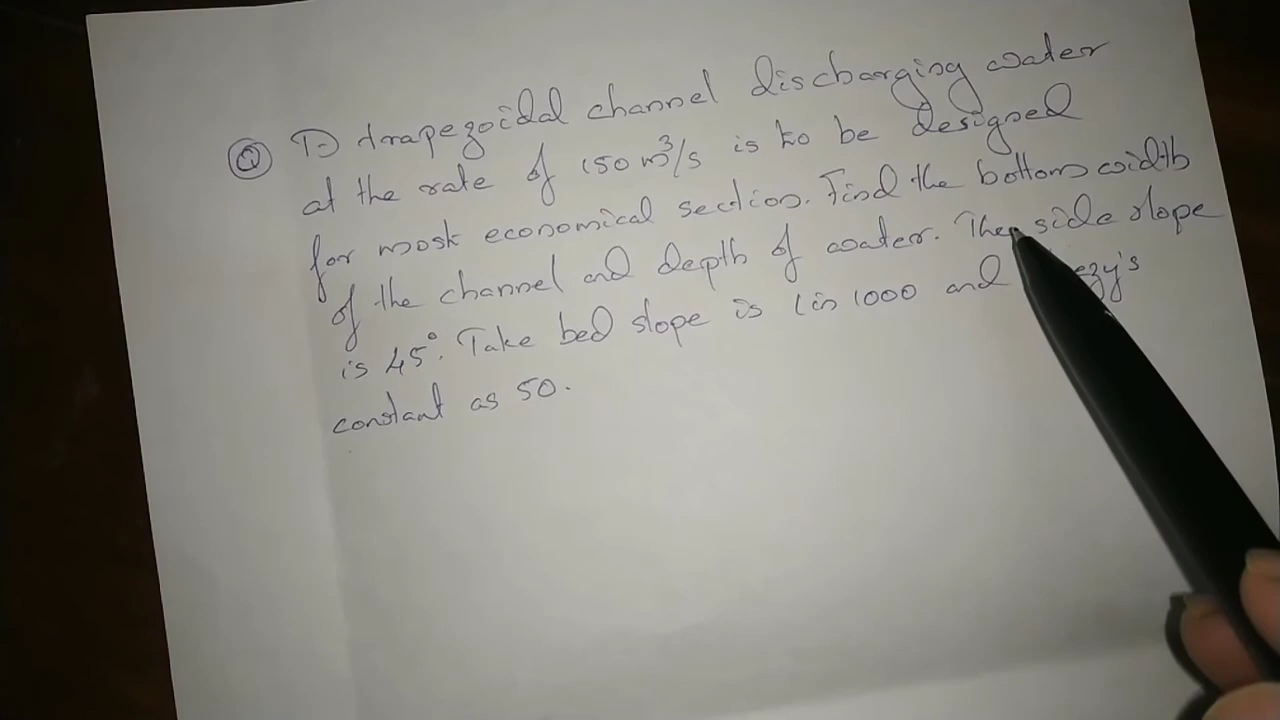 Q A trapezoidal channel discharging water
at the rate of 150 m³/s is to be designed
for most economical section. Find the bottom width
of the channel and depth of water. The side slope
is 45°. Take bed slope is 1 in 1000 and
constant as 50.